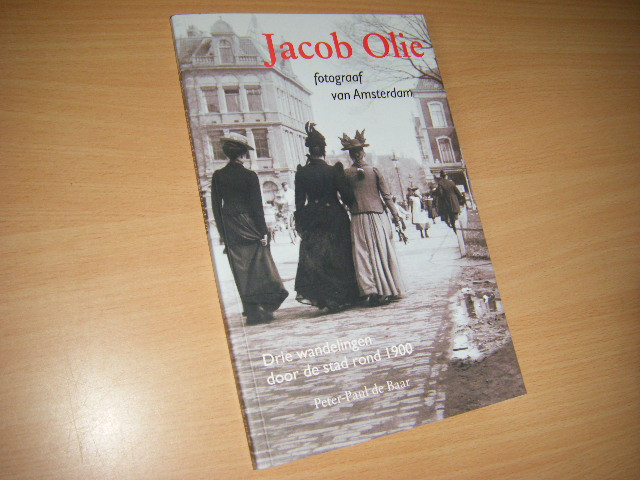 Jacob Olie
fotograaf
van Amsterdam
Drie wandelingen
door de stad rond 1900
Peter-Paul de Baar